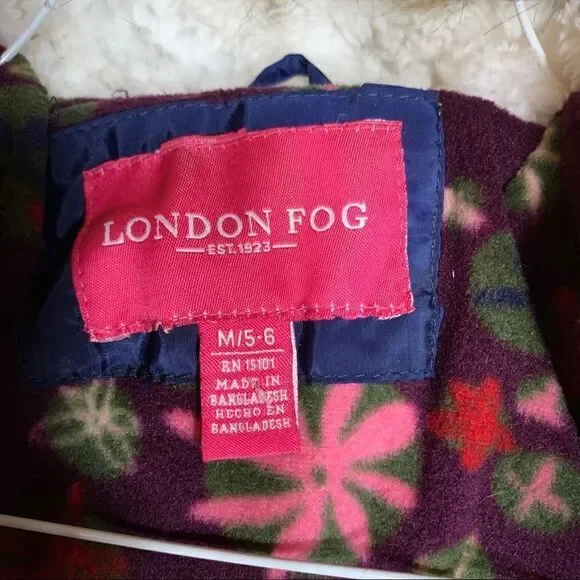 LONDON FOG
EST. 1923
M/5-6
RN 15101
MADE IN
BANGLADESH
HECHO EN
BANGLADESH